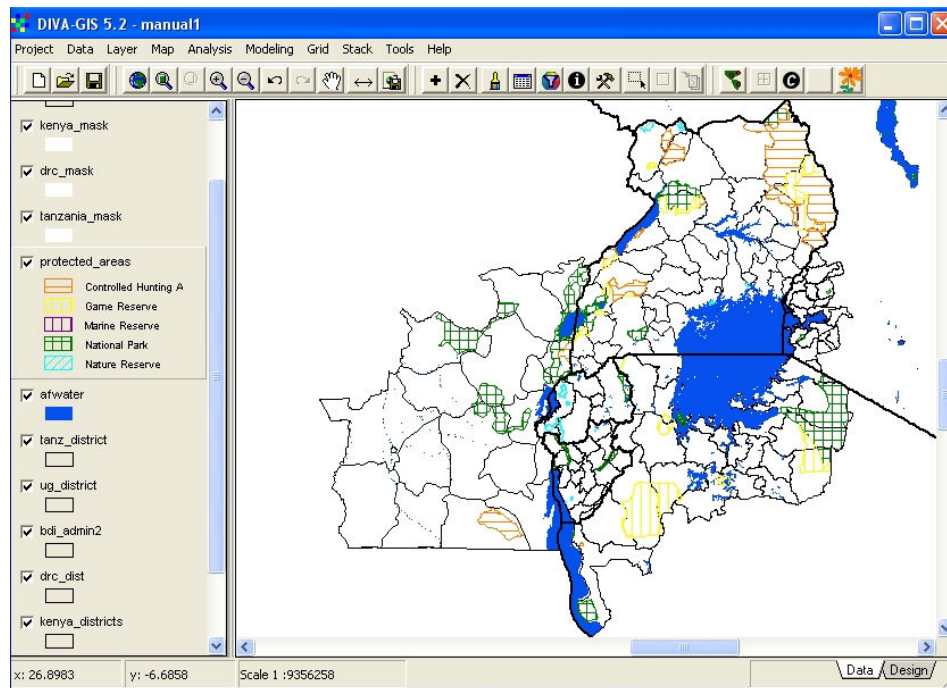 DIVA-GIS 5.2 - manual1
Project Data Layer Map Analysis Modeling Grid Stack Tools Help
kenya_mask
drc_mask
tanzania_mask
protected_areas
Controlled Hunting A
Game Reserve
Marine Reserve
National Park
Nature Reserve
afwater
tanz_district
ug_district
bdi_admin2
drc_dist
kenya_districts
x: 26.8983 y: -6.6858 Scale 1 :9356258 Data Design